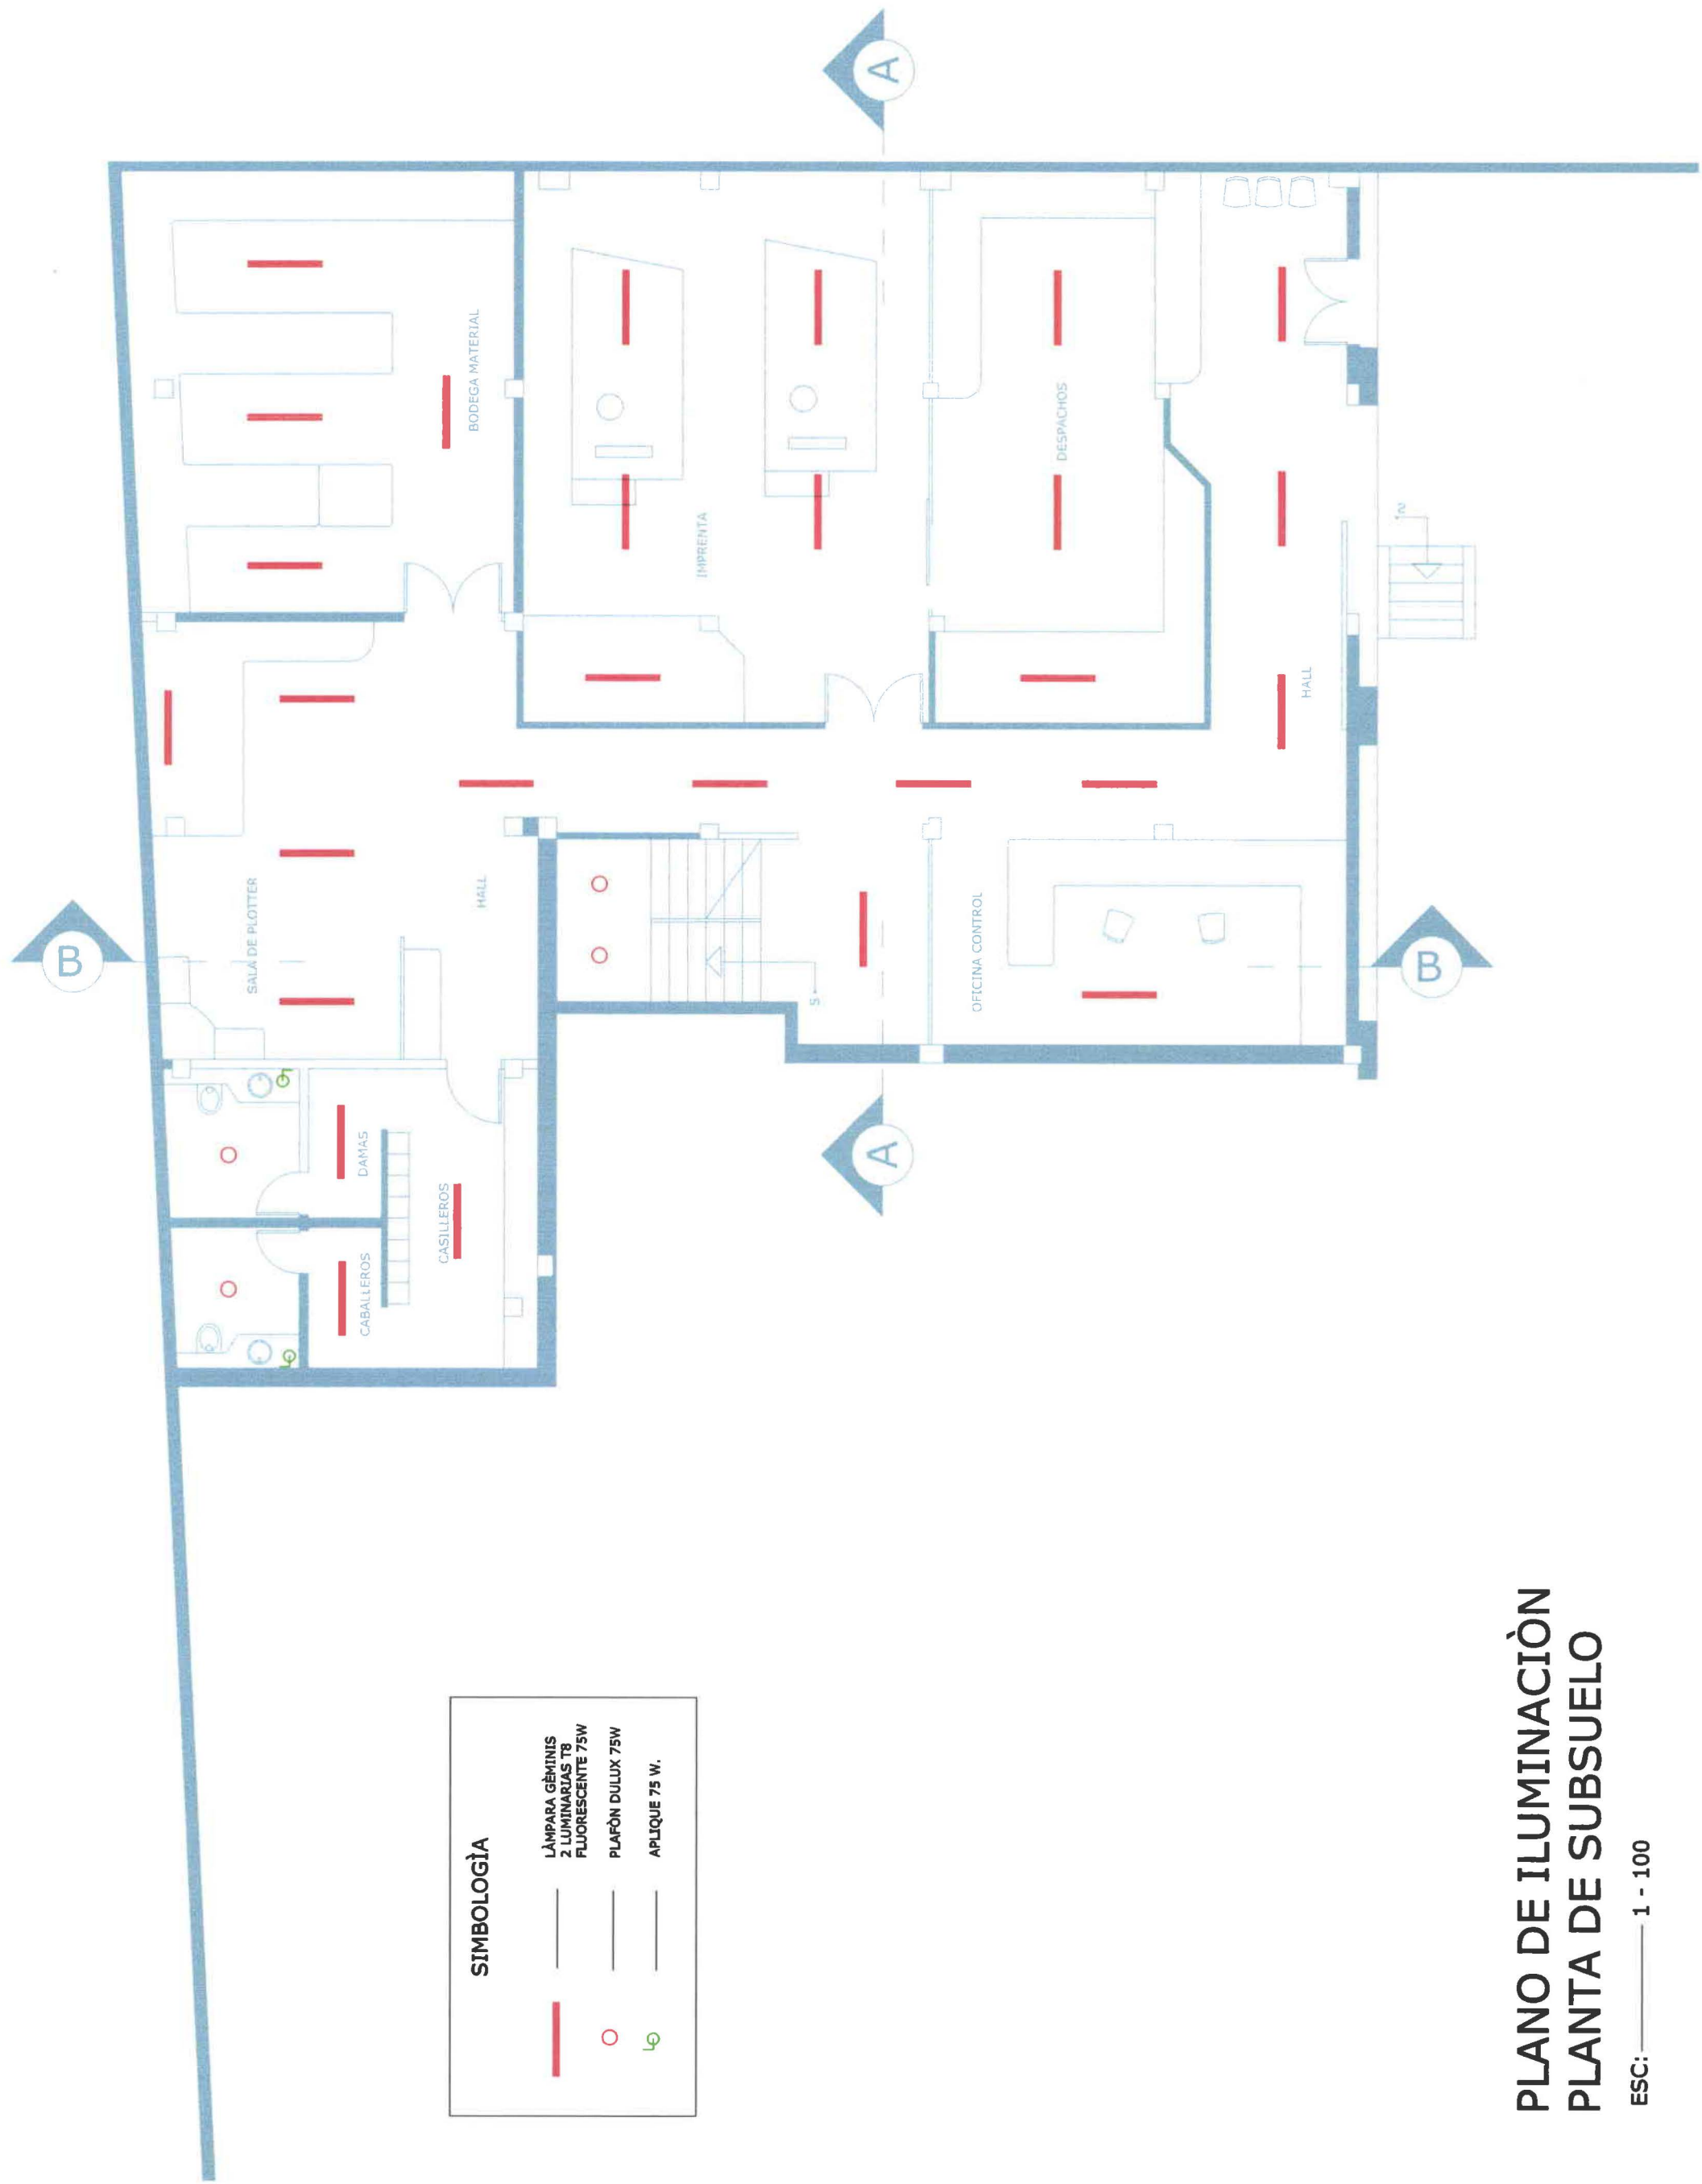 PLANO DE ILUMINACIÒN
PLANTA DE SUBSUELO
ESC: 1 - 100
SIMBOLOGÌA
LÀMPARA GÈMINIS
2 LUMINARIAS T8
FLUORESCENTE 75W
PLAFÒN DULUX 75W
APLIQUE 75 W.
CABALLEROS
DAMAS
CASILLEROS
SALA DE PLOTTER
HALL
BODEGA MATERIAL
IMPRENTA
DESPACHOS
OFICINA CONTROL
HALL
S
N
B
B
A
A